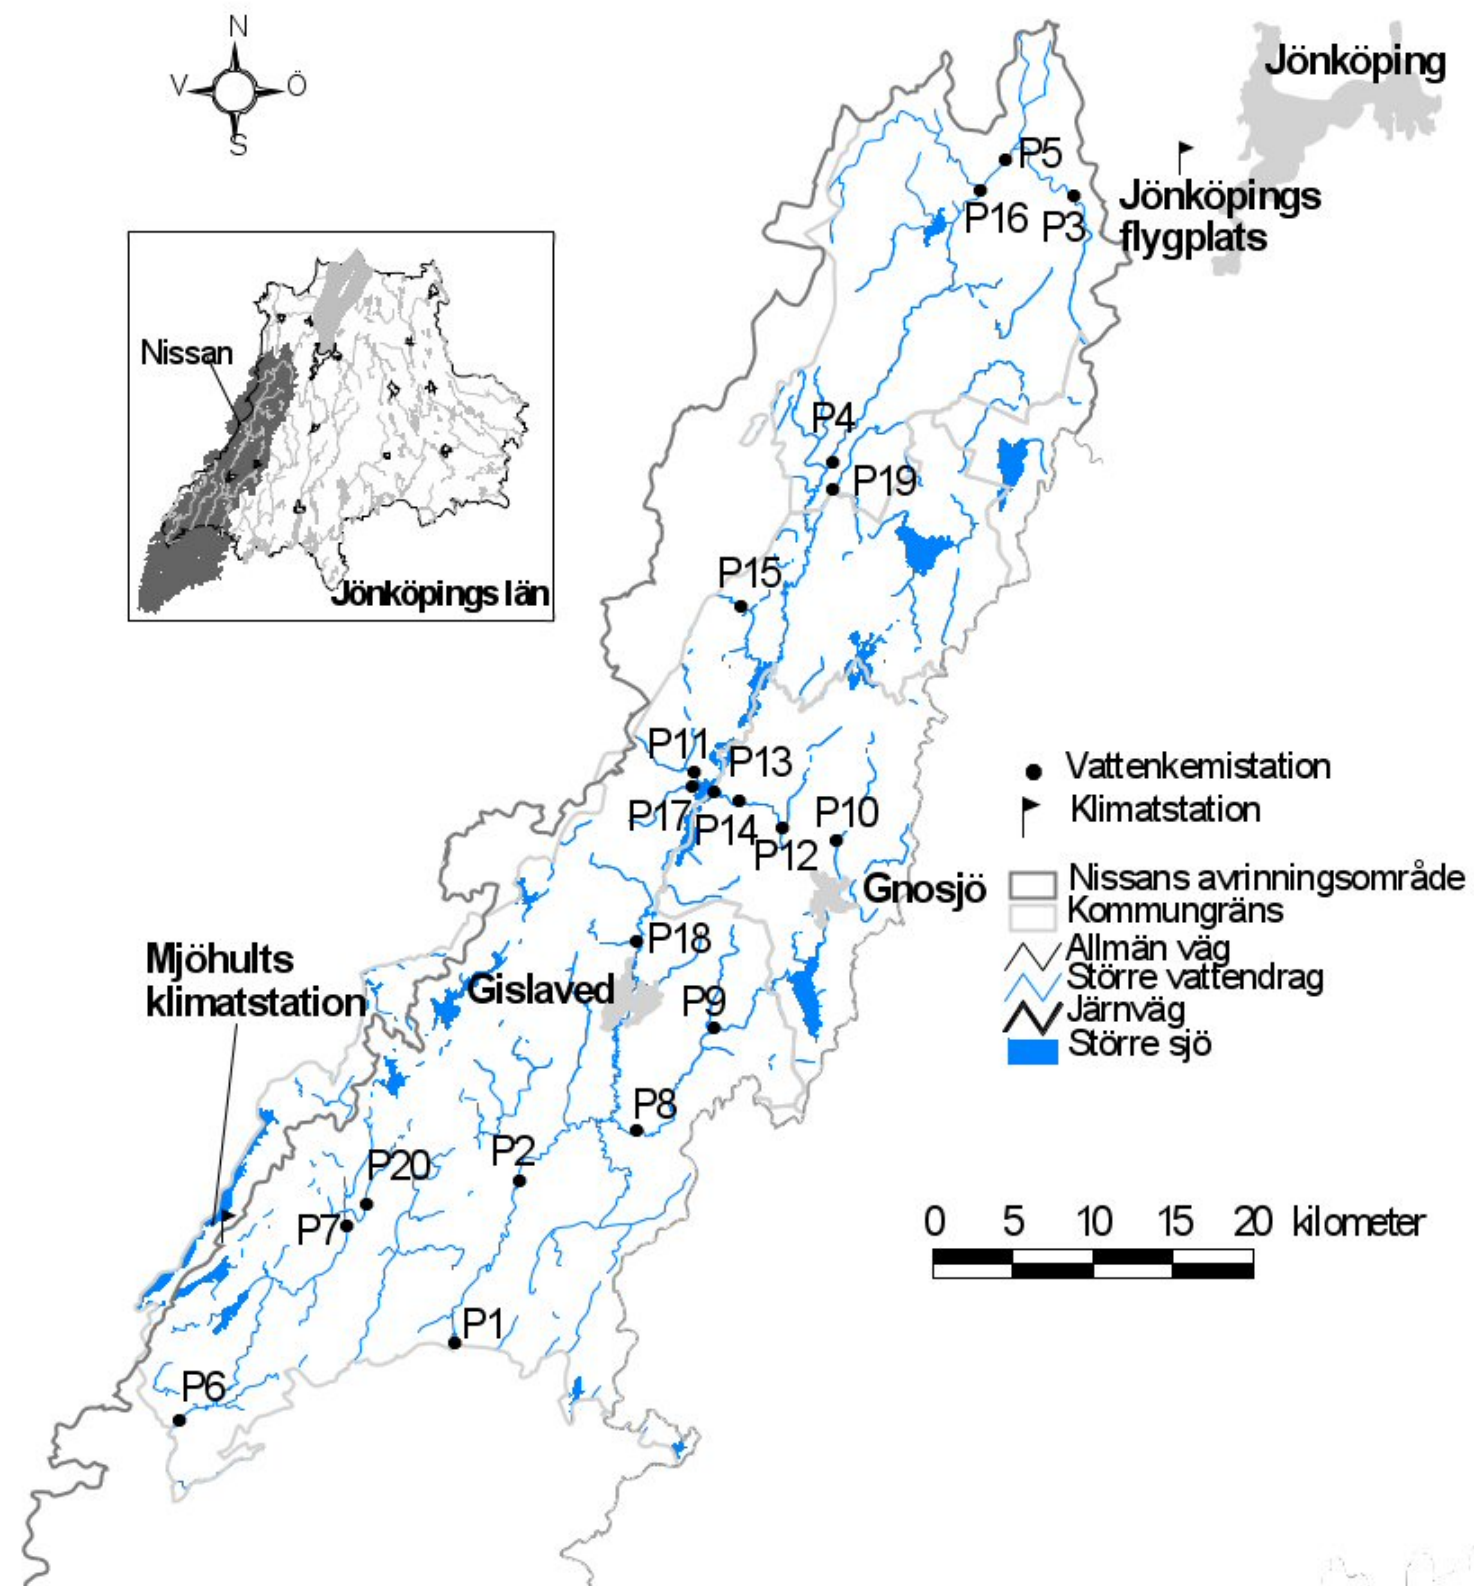 N
V
Ö
S
Jönköping
P5
Jönköpings
flygplats
P16
P3
Nissan
Jönköpings län
P4
P19
P15
P11
P13
P17
P14
P12
P10
Vattenkemistation
Klimatstation
Gnosjö
Nissans avrinningsområde
Kommungräns
Allmän väg
Större vattendrag
Järnväg
Större sjö
P18
Mjöhults
klimatstation
Gislaved
P9
P8
P2
P20
P7
0 5 10 15 20 kilometer
P1
P6